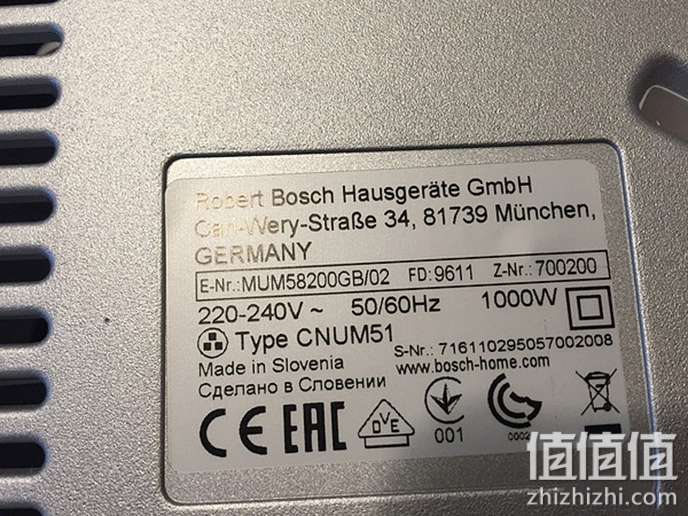 Robert Bosch Hausgeräte GmbH
Carl-Wery-Straße 34, 81739 München,
GERMANY
E-Nr.:MUM58200GB/02 FD:9611 Z-Nr.:700200
220-240V ~ 50/60Hz 1000W
Type CNUM51
S-Nr.: 716110295057002008
Made in Slovenia
www.bosch-home.com
Сделано в Словении
CE EAC DVE
001
值值值
zhizhizhi.com